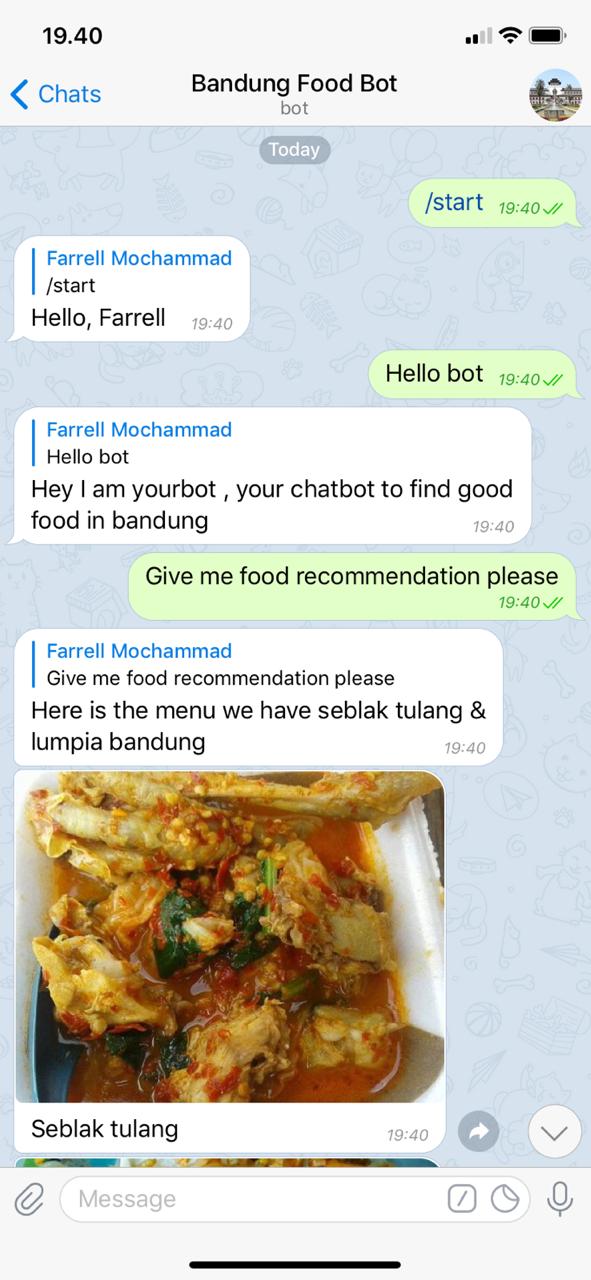 19.40
Chats
Bandung Food Bot
bot
Today
/start 19:40
Farrell Mochammad
/start
Hello, Farrell 19:40
Hello bot 19:40
Farrell Mochammad
Hello bot
Hey I am yourbot , your chatbot to find good
food in bandung 19:40
Give me food recommendation please
19:40
Farrell Mochammad
Give me food recommendation please
Here is the menu we have seblak tulang &
lumpia bandung 19:40
Seblak tulang 19:40
Message